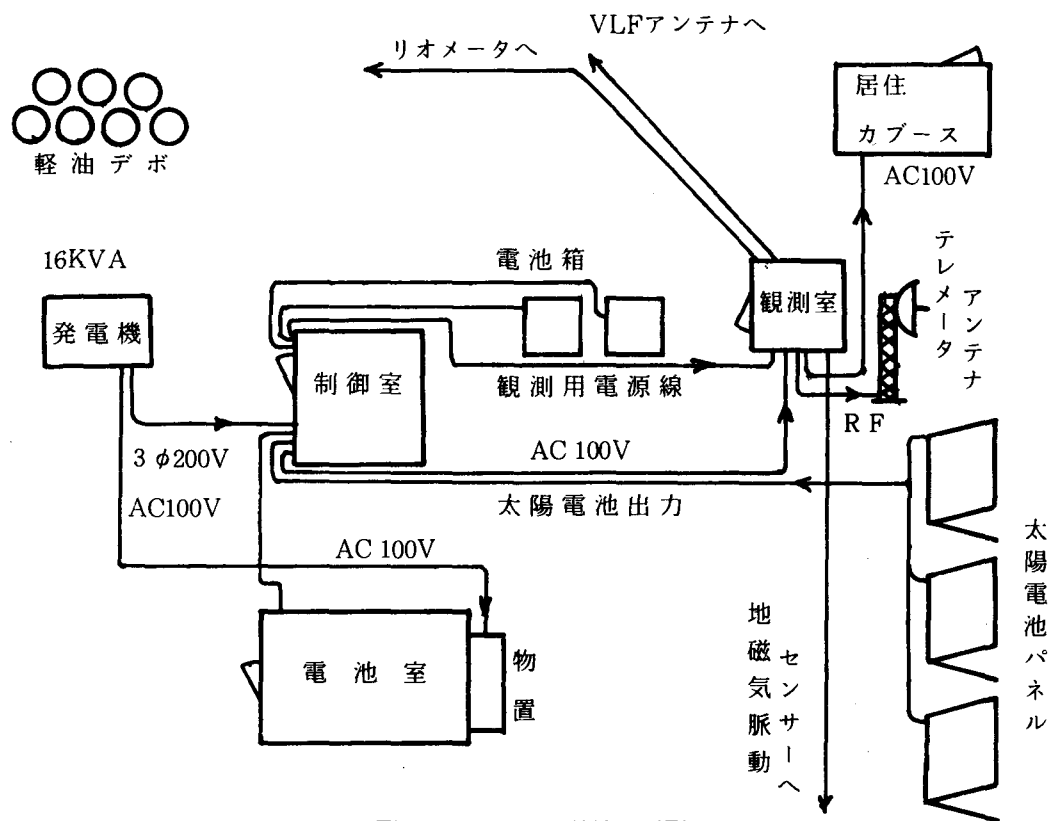 VLFアンテナへ
リオメータへ
居住
カブース
AC100V
軽油デポ
16KVA
発電機
電池箱
観測室
テレメータ
アンテナ
制御室
観測用電源線
RF
3φ200V
AC 100V
AC100V
太陽電池出力
AC 100V
太陽電池パネル
電池室
物置
地磁気脈動
センサーへ